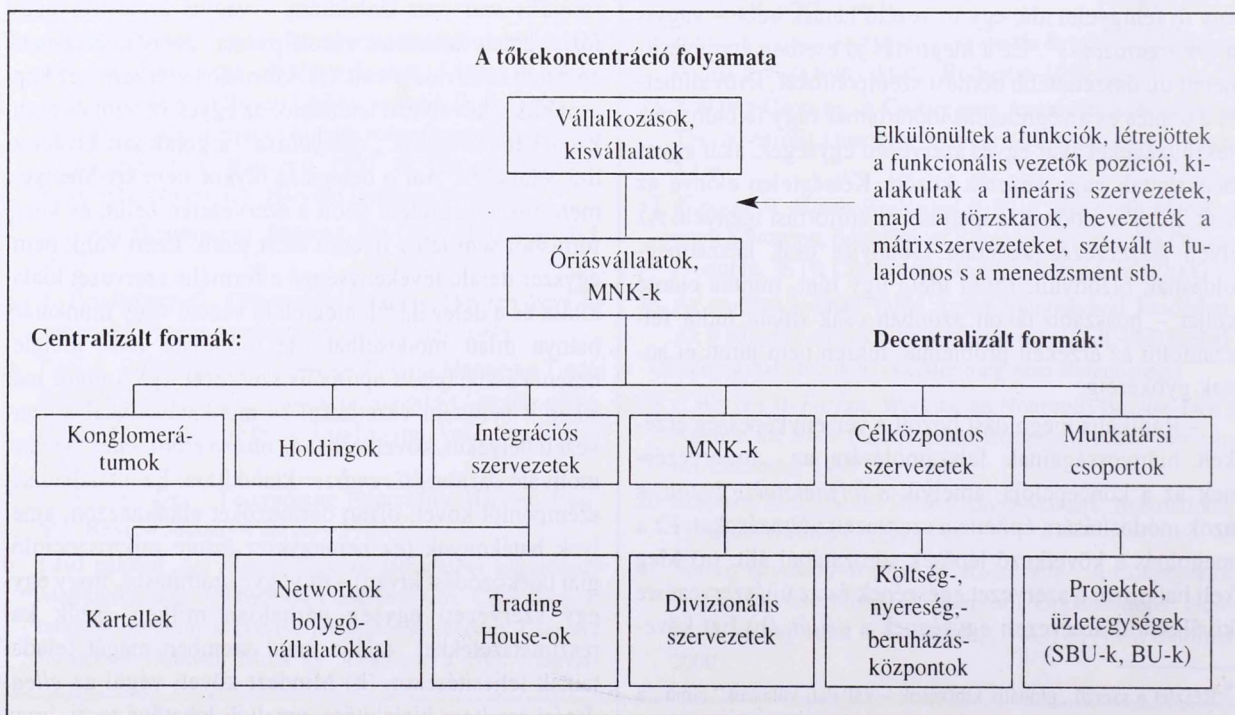 A tőkekoncentráció folyamata
Vállalkozások,
kisvállalatok
Elkülönültek a funkciók, létrejöttek
a funkcionális vezetők pozíciói, ki-
alakultak a lineáris szervezetek,
majd a törzskarok, bevezették a
mátrixszervezeteket, szétvált a tu-
lajdonos s a menedzsment stb.
Óriásvállalatok,
MNK-k
Centralizált formák:
Decentralizált formák:
Konglomerá-
tumok
Holdingok
Integrációs
szervezetek
MNK-k
Célközpontos
szervezetek
Munkatársi
csoportok
Kartellek
Networkok
bolygó-
vállalatokkal
Trading
House-ok
Divizionális
szervezetek
Költség-,
nyereség,-
beruházás-
központok
Projektek,
üzletegységek
(SBU-k, BU-k)